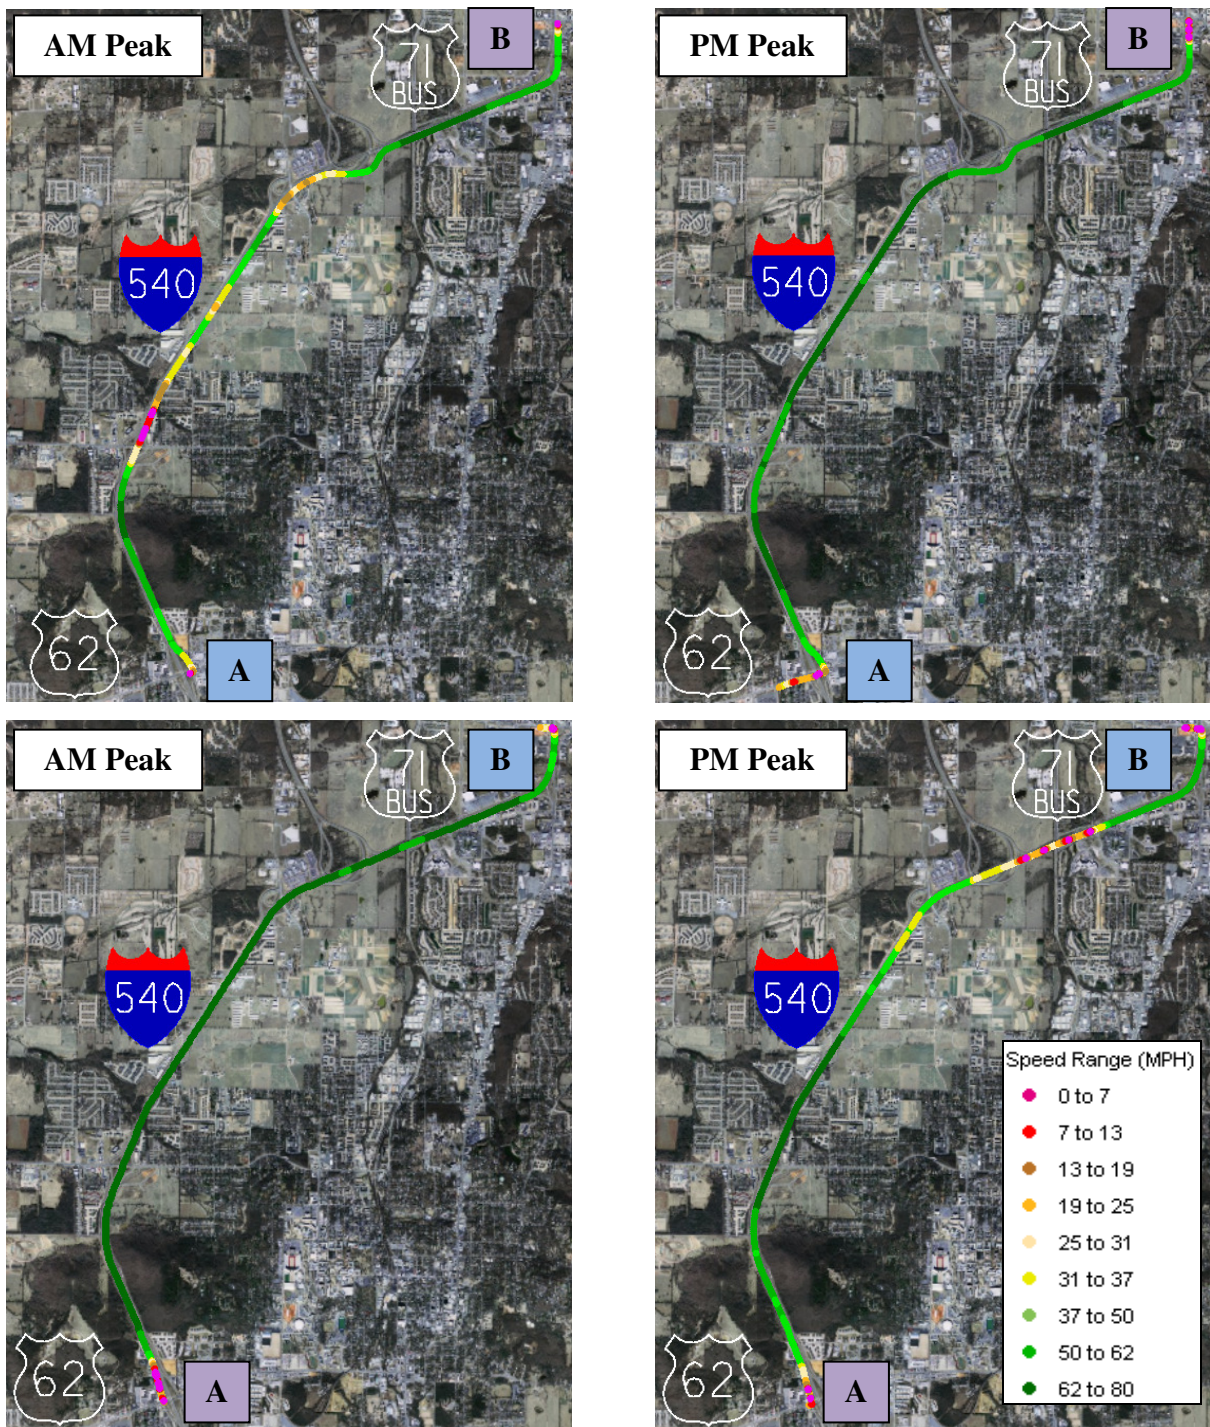 AM Peak
71
BUS
B
540
62
A
PM Peak
71
BUS
B
540
62
A
AM Peak
71
BUS
B
540
62
A
PM Peak
71
BUS
B
540
Speed Range (MPH)
0 to 7
7 to 13
13 to 19
19 to 25
25 to 31
31 to 37
37 to 50
50 to 62
62 to 80
62
A